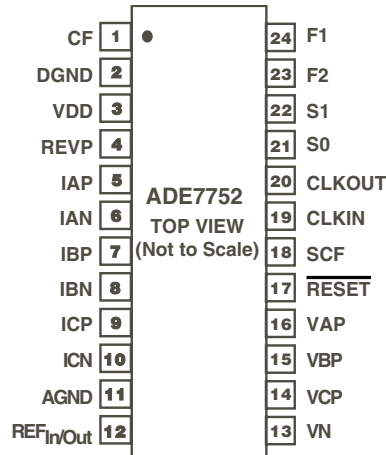 CF 1 24 F1
DGND 2 23 F2
VDD 3 22 S1
REVP 4 21 S0
IAP 5 20 CLKOUT
ADE7752
IAN 6 19 CLKIN
TOP VIEW
IBP 7 18 SCF
(Not to Scale)
IBN 8 17 RESET
ICP 9 16 VAP
ICN 10 15 VBP
AGND 11 14 VCP
REFIn/Out 12 13 VN